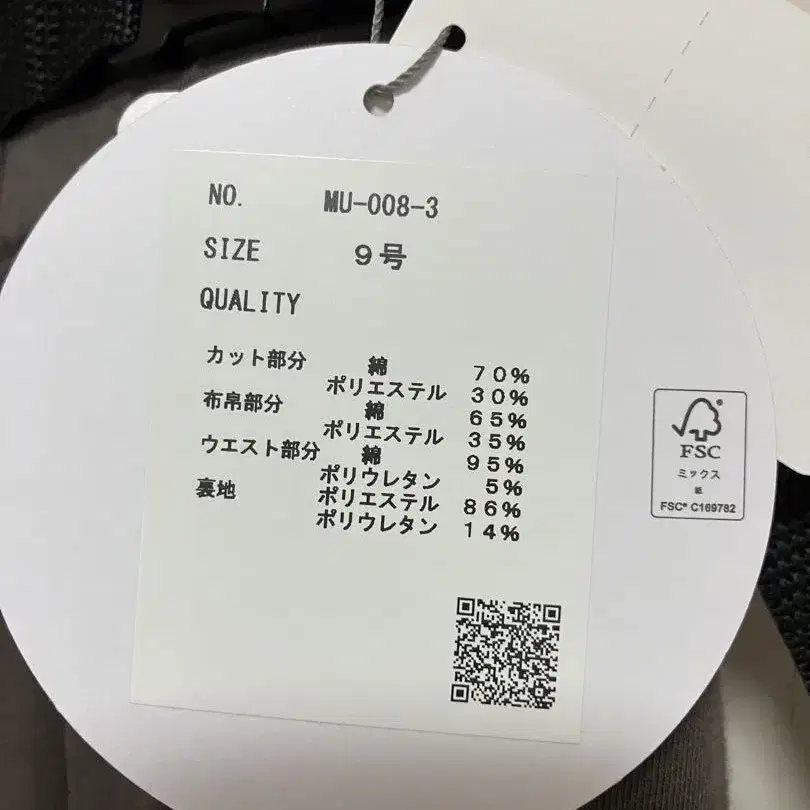 NO. MU-008-3
SIZE 9号
QUALITY
カット部分 綿 70%
ポリエステル 30%
布帛部分 綿 65%
ポリエステル 35%
ウエスト部分 綿 95%
ポリウレタン 5%
裏地 ポリエステル 86%
ポリウレタン 14%
FSC
ミックス
紙
FSC® C169782